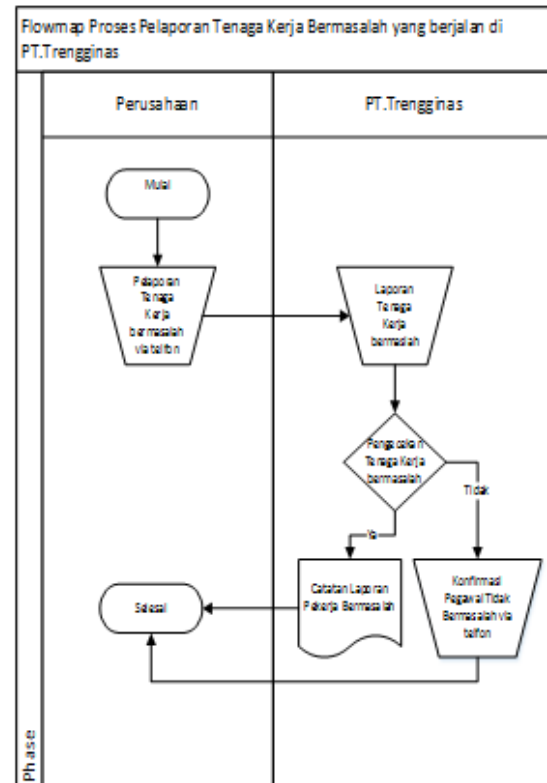 Flowmap Proses Pelaporan Tenaga Kerja Bermasalah yang berjalan di
PT.Trengginas
Perusahaan
PT.Trengginas
Mulai
Pelaporan
Tenaga
Kerja
bermasalah
via telfon
Laporan
Tenaga
Kerja
bermaslah
Pengecekan
Tenaga Kerja
bermasalah
Tidak
Ya
Catatan Laporan
Pekerja Bermasalah
Konfirmasi
Pegawai Tidak
Bermasalah via
telfon
Selesai
Phase